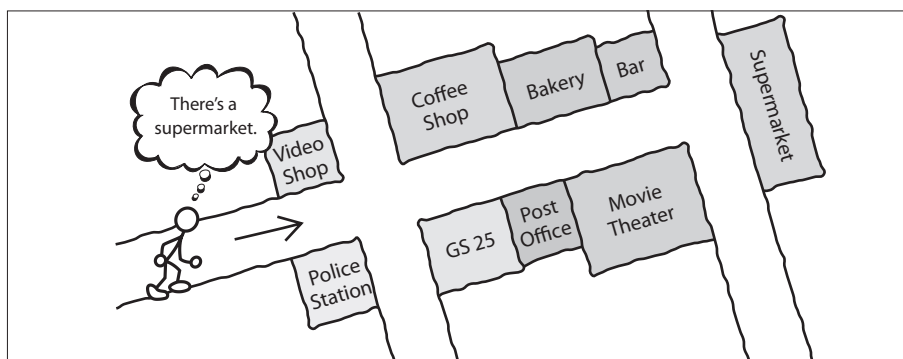 There's a
supermarket.
Video
Shop
Coffee
Shop
Bakery
Bar
Supermarket
Police
Station
GS 25
Post
Office
Movie
Theater